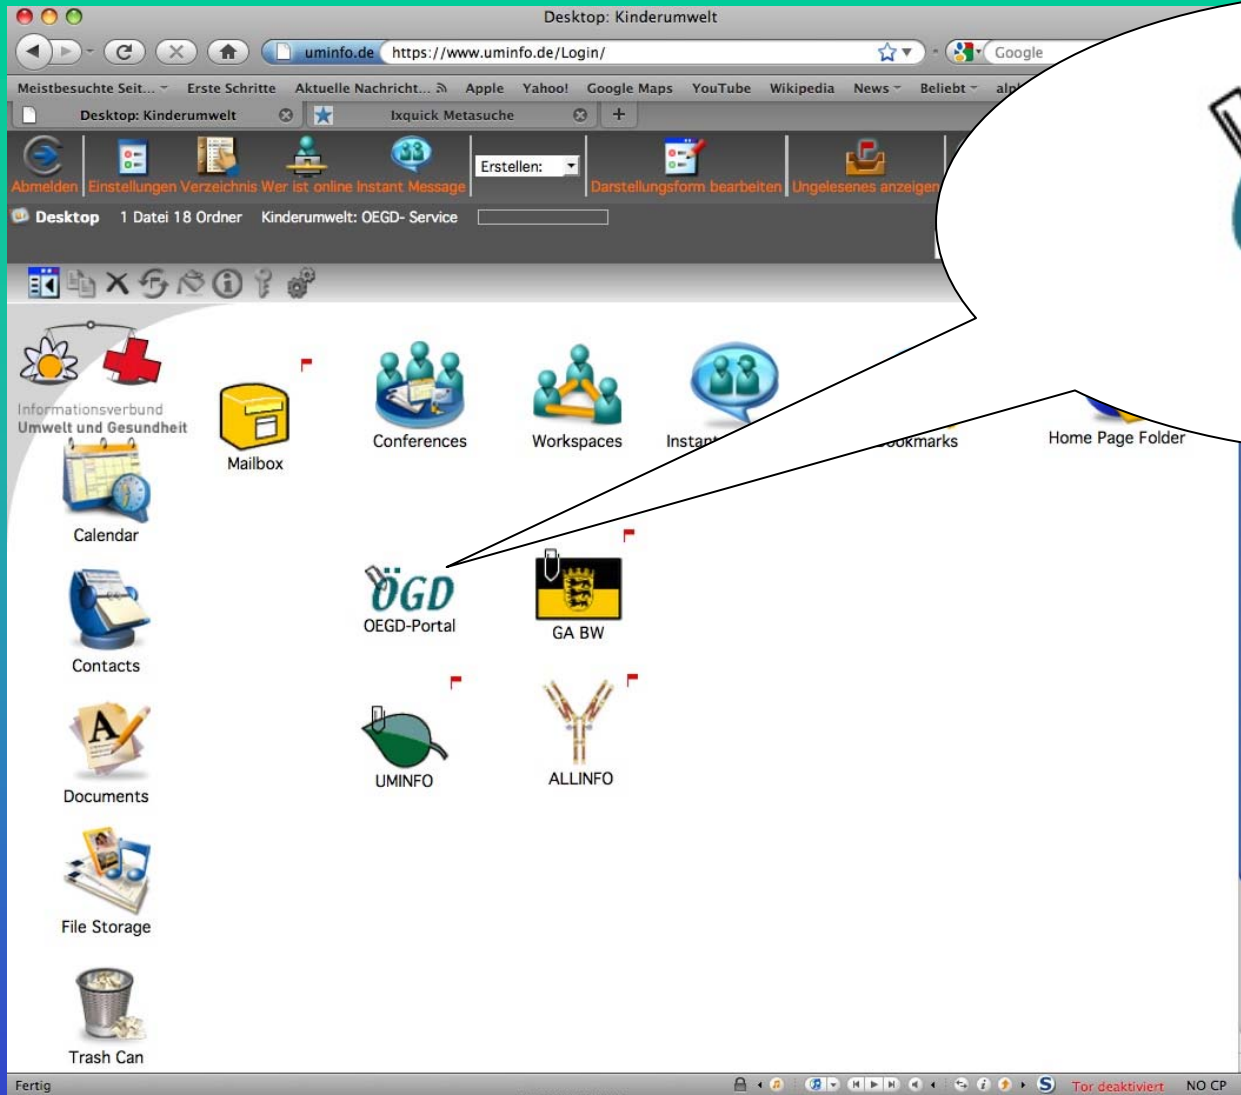 Desktop: Kinderumwelt
uminfo.de https://www.uminfo.de/Login/ Google
Meistbesuchte Seit... Erste Schritte Aktuelle Nachricht... Apple Yahoo! Google Maps YouTube Wikipedia News Beliebt
Desktop: Kinderumwelt Ixquick Metasuche +
Erstellen:
Abmelden Einstellungen Verzeichnis Wer ist online Instant Message Darstellungsform bearbeiten Ungelesenes anzeigen
Desktop 1 Datei 18 Ordner Kinderumwelt: OEGD- Service
Informationsverbund
Umwelt und Gesundheit
Mailbox
Conferences
Workspaces
Home Page Folder
Calendar
ÖGD
OEGD-Portal
GA BW
Contacts
UMINFO
ALLINFO
Documents
File Storage
Trash Can
Fertig
S Tor deaktiviert NO CP